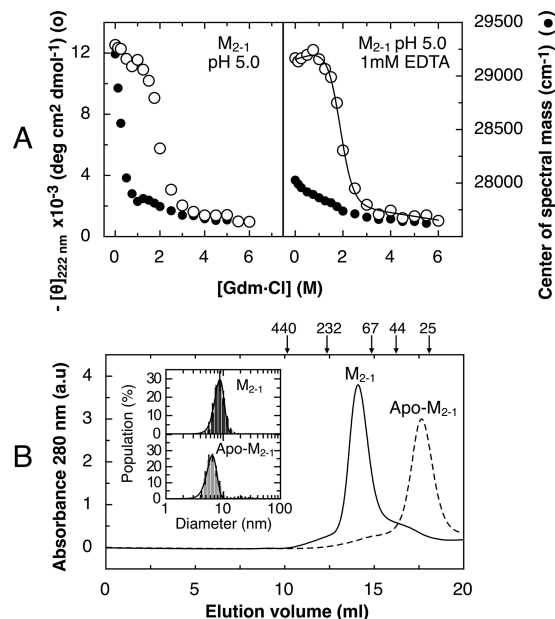 A
- [θ]222 nm x10-3 (deg cm2 dmol-1) (o)
12
8
4
0
M2-1
pH 5.0
M2-1 pH 5.0
1mM EDTA
29500
29000
28500
28000
Center of spectral mass (cm-1) (●)
0 2 4 6 0 2 4 6
[Gdm·Cl] (M)
B
440 232 67 44 25
Absorbance 280 nm (a.u)
4
3
2
1
0
M2-1
Apo-M2-1
Population (%)
30
20
10
0
M2-1
30
20
10
0
Apo-M2-1
1 10 100
Diameter (nm)
0 5 10 15 20
Elution volume (ml)